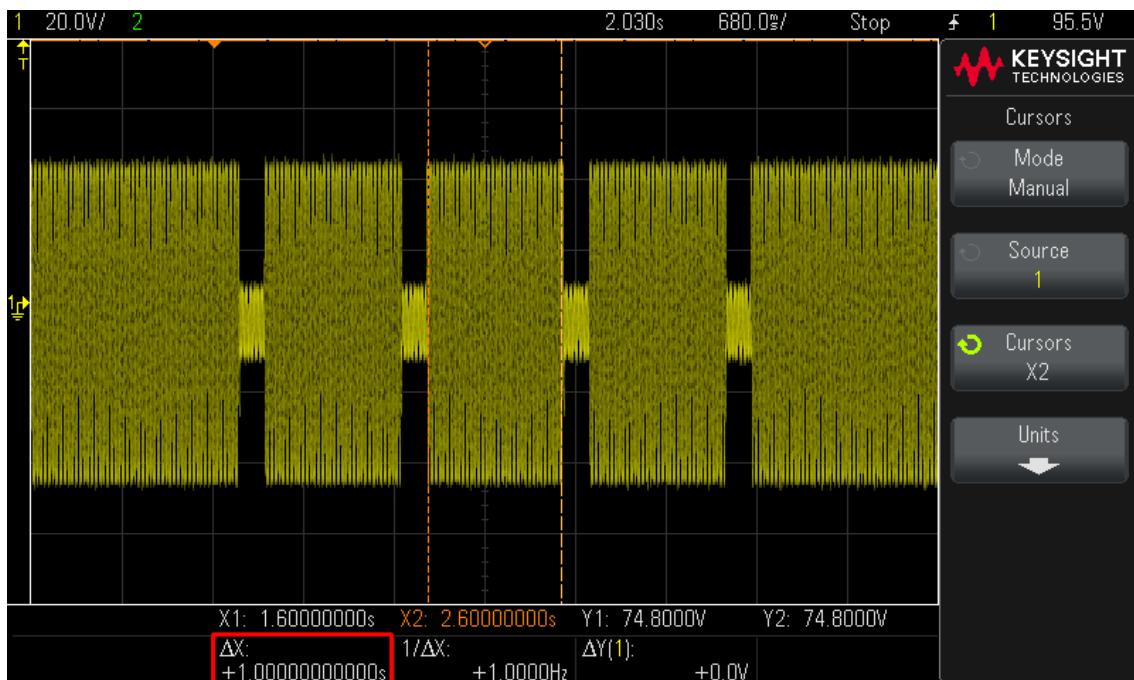 1 20.0V/ 2 2.030s 680.0ms/ Stop 1 95.5V
T
KEYSIGHT
TECHNOLOGIES
Cursors
Mode
Manual
Source
1
Cursors
X2
Units
1
X1: 1.60000000s X2: 2.60000000s Y1: 74.8000V Y2: 74.8000V
ΔX: 1/ΔX: ΔY(1):
+1.00000000000s +1.0000Hz +0.0V